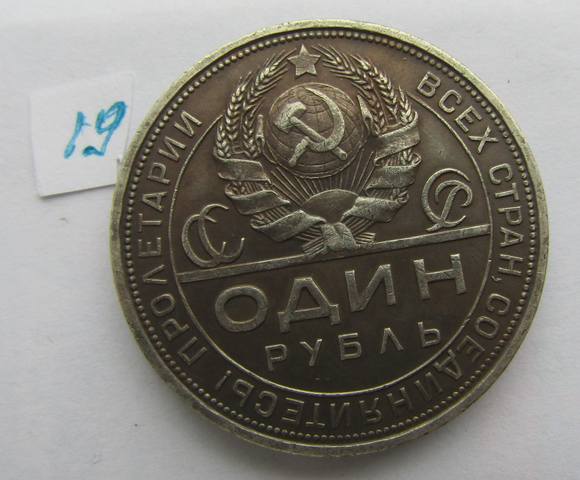 19
ПРОЛЕТАРИИ ВСЕХ СТРАН, СОЕДИНЯЙТЕСЬ!
СС СР
ОДИН
РУБЛЬ